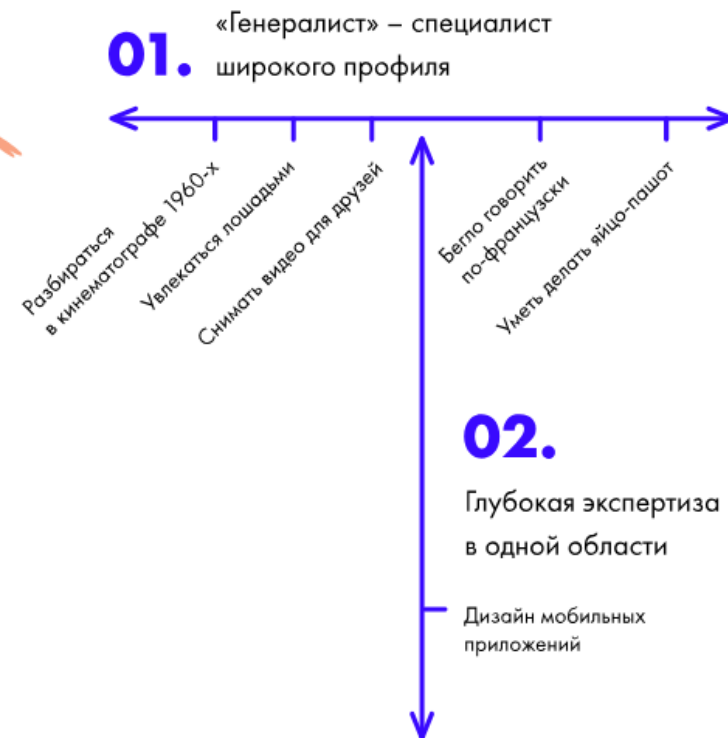 01.
«Генералист» – специалист
широкого профиля
Разбираться
в кинематографе 1960-х
Увлекаться лошадьми
Снимать видео для друзей
Бегло говорить
по-французски
Уметь делать яйцо-пашот
02.
Глубокая экспертиза
в одной области
Дизайн мобильных
приложений